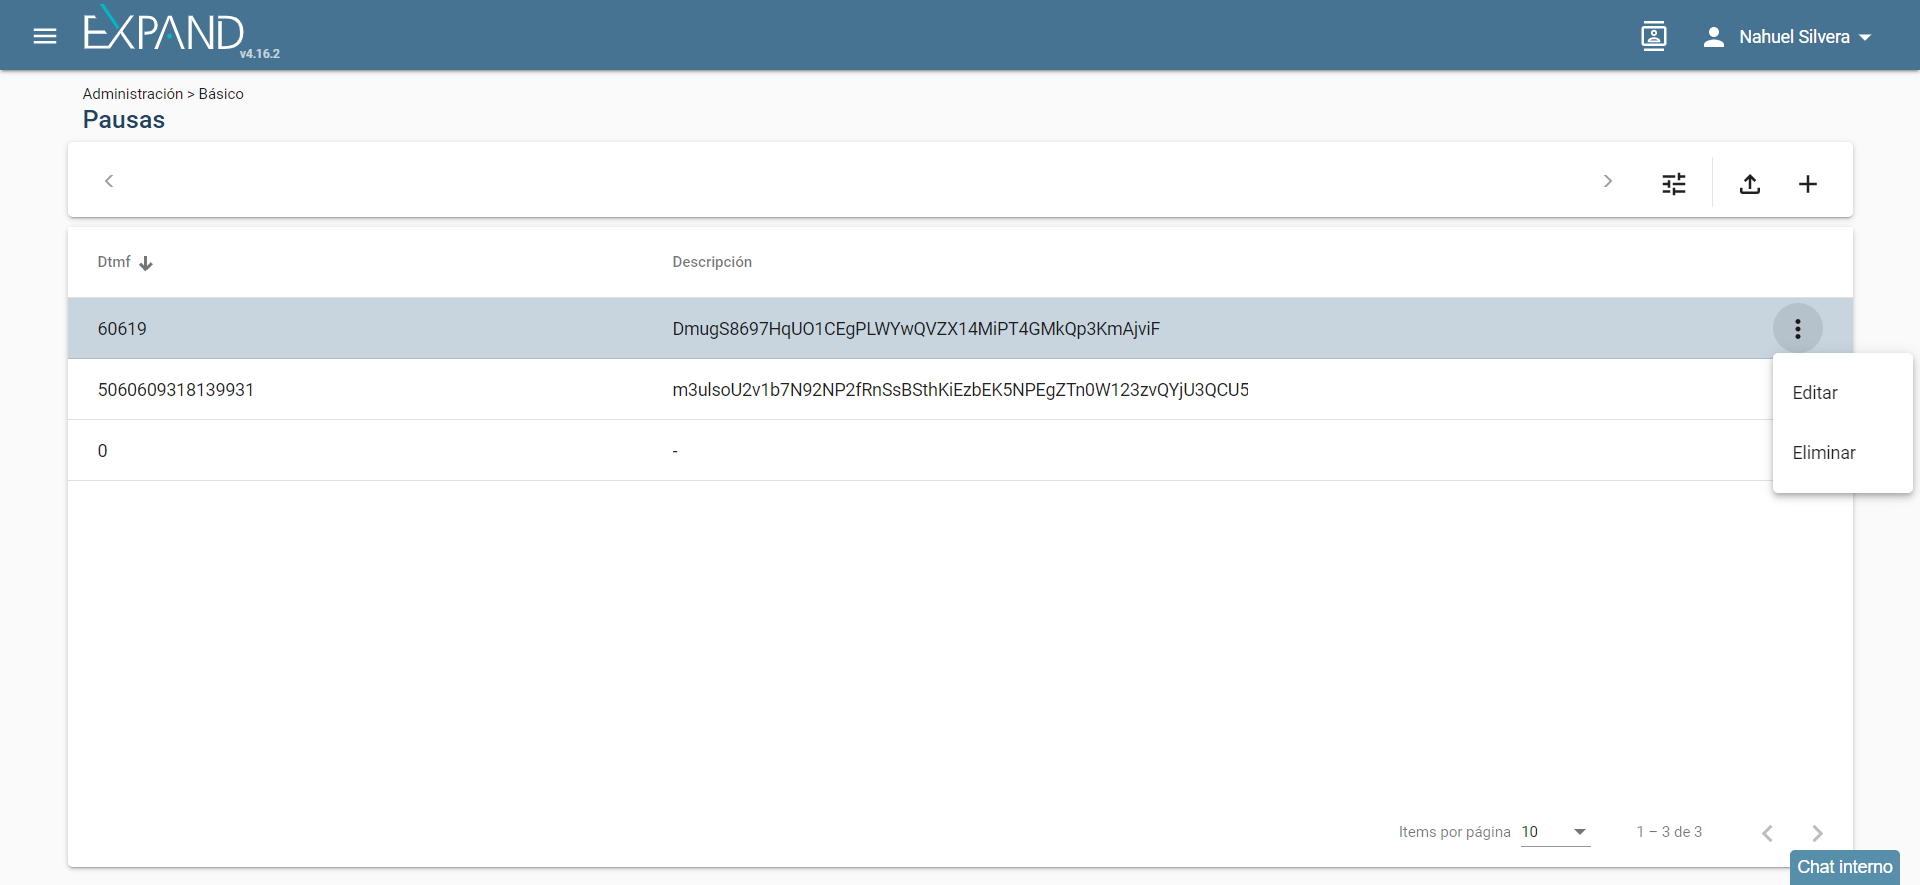 EXPAND
v4.16.2
Nahuel Silvera
Administración > Básico
Pausas
Dtmf
Descripción
60619
DmugS8697HqUO1CEgPLWYwQVZX14MiPT4GMkQp3KmAjviF
5060609318139931
m3ulsoU2v1b7N92NP2fRnSsBSthKiEzbEK5NPEgZTn0W123zvQYjU3QCU5
0
-
Editar
Eliminar
Items por página
10
1 – 3 de 3
Chat interno